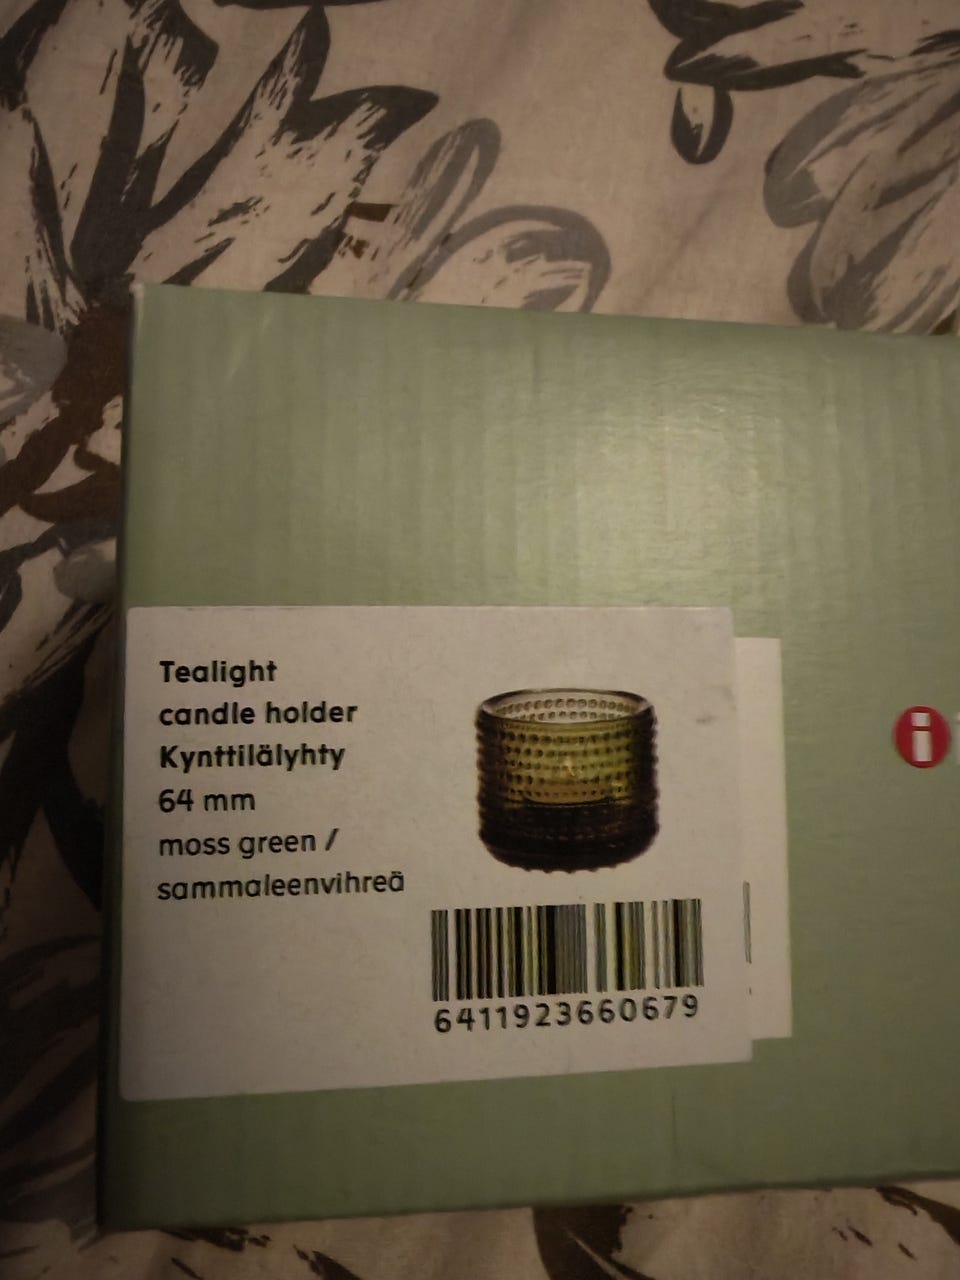 Tealight
candle holder
Kynttilälyhty
64 mm
moss green /
sammaleenvihreä
6411923660679
i